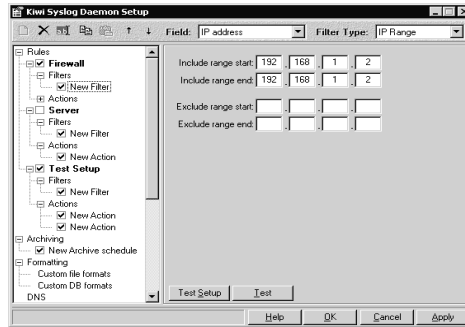 Kiwi Syslog Daemon Setup
Field: IP address Filter Type: IP Range
Rules
Firewall
Filters
New Filter
Actions
Server
Filters
New Filter
Actions
New Action
Test Setup
Filters
New Filter
Actions
New Action
New Action
Archiving
New Archive schedule
Formatting
Custom file formats
Custom DB formats
DNS
Include range start: 192 . 168 . 1 . 2
Include range end: 192 . 168 . 1 . 2
Exclude range start: . . .
Exclude range end: . . .
Test Setup Test
Help OK Cancel Apply